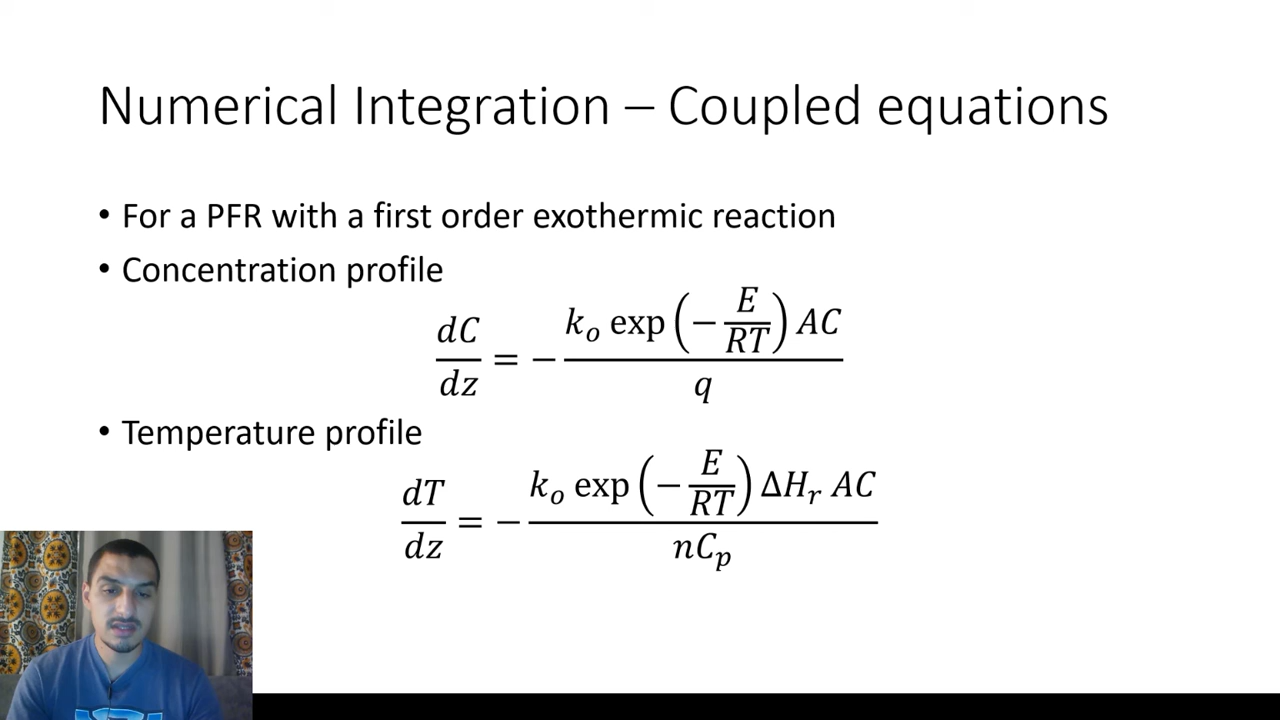 Numerical Integration – Coupled equations
• For a PFR with a first order exothermic reaction
• Concentration profile
dC/dz = − k_o exp(−E/RT) AC / q
• Temperature profile
dT/dz = − k_o exp(−E/RT) ΔH_r AC / nC_p